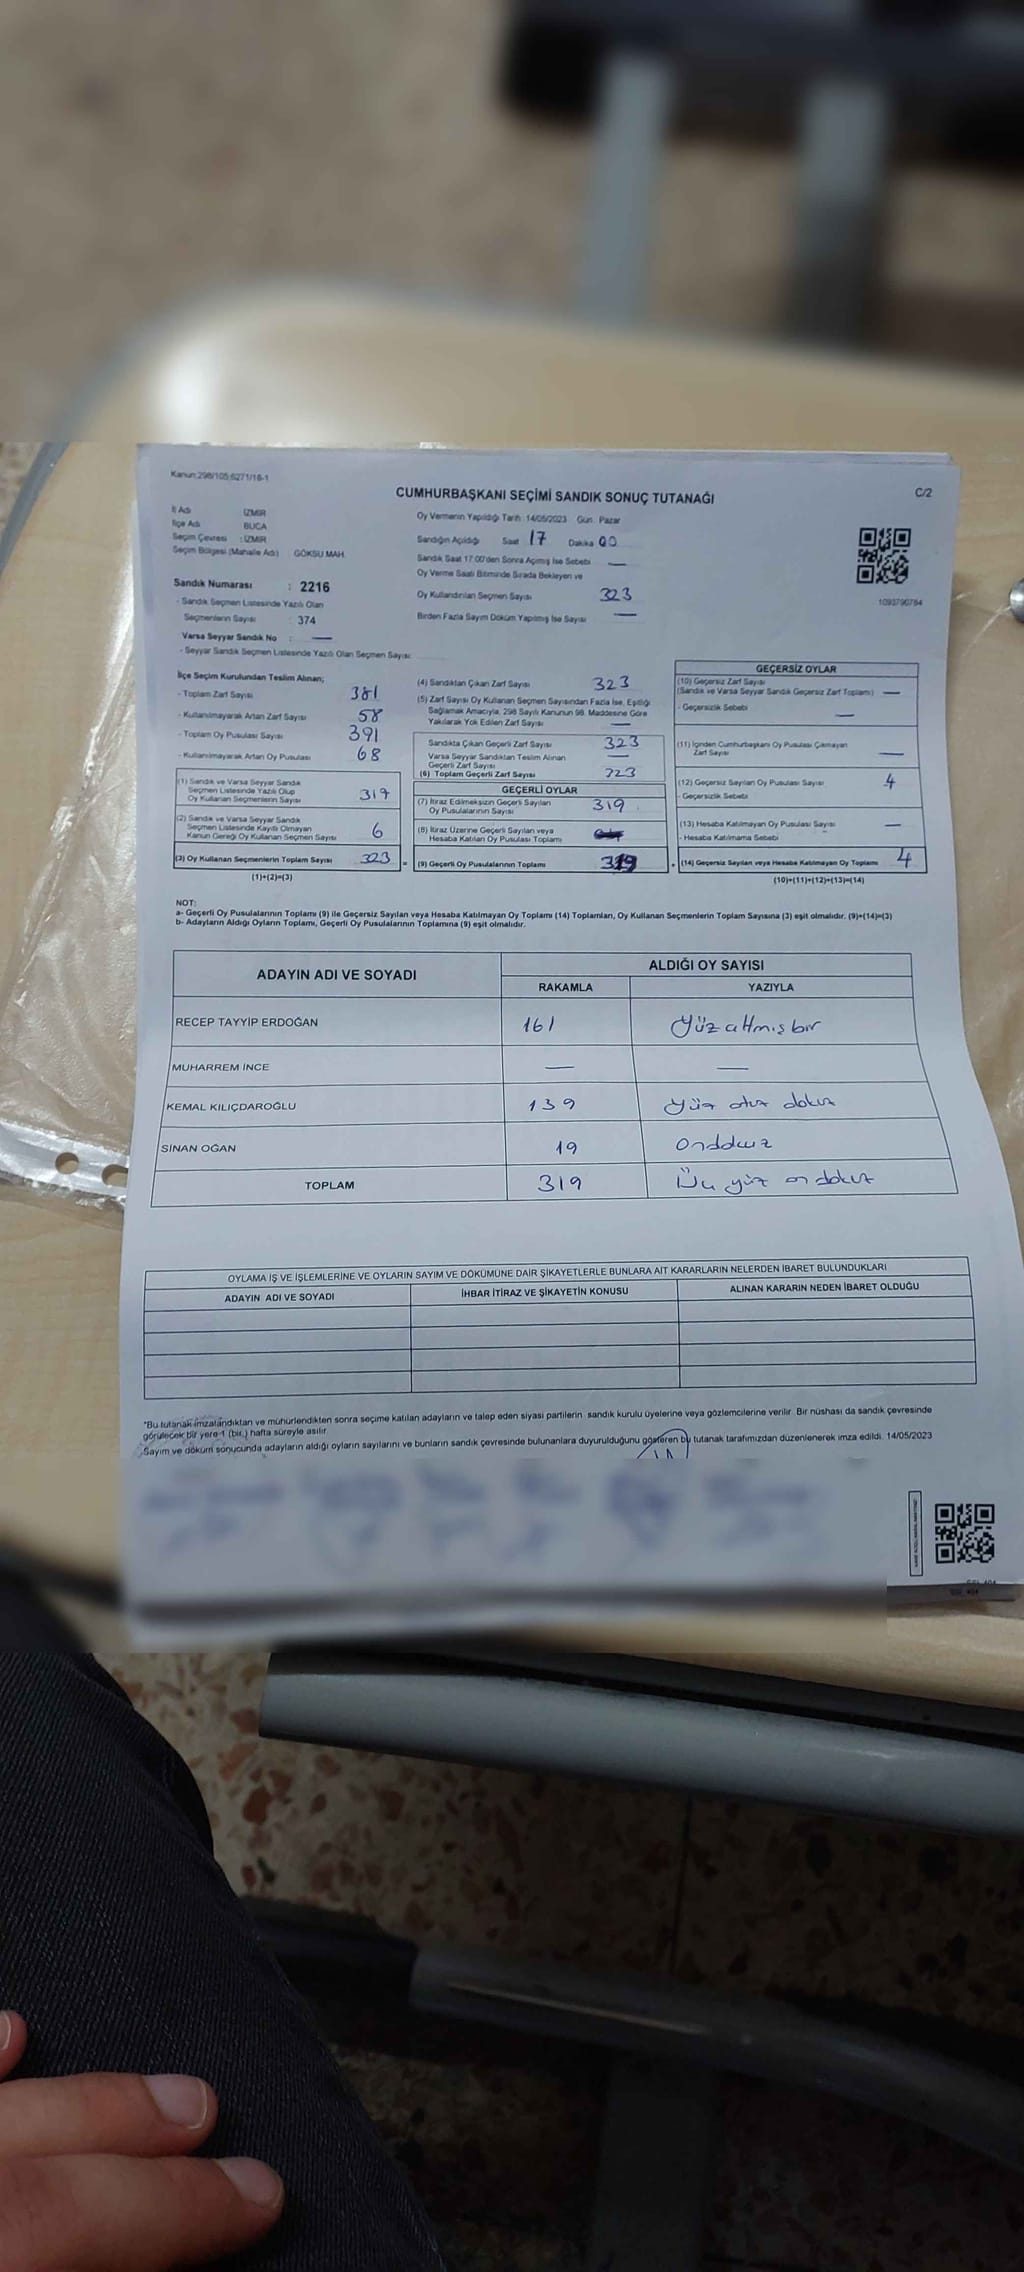 Kanun:298/105;6271/18-1
CUMHURBAŞKANI SEÇİMİ SANDIK SONUÇ TUTANAĞI
C/2
İl Adı İZMİR
İlçe Adı BUCA
Seçim Çevresi : İZMİR
Seçim Bölgesi (Mahalle Adı) GÖKSU MAH.
Oy Vermenin Yapıldığı Tarih :14/05/2023 Gün: Pazar
Sandığın Açıldığı Saat 17 Dakika 00
Sandık Saat 17:00'den Sonra Açılmış İse Sebebi —
Oy Verme Saati Bitiminde Sırada Bekleyen ve
Oy Kullandırılan Seçmen Sayısı 323
Birden Fazla Sayım Döküm Yapılmış İse Sayısı —
1093790784
Sandık Numarası : 2216
- Sandık Seçmen Listesinde Yazılı Olan
Seçmenlerin Sayısı : 374
Varsa Seyyar Sandık No : —
- Seyyar Sandık Seçmen Listesinde Yazılı Olan Seçmen Sayısı:
İlçe Seçim Kurulundan Teslim Alınan;
- Toplam Zarf Sayısı 381
- Kullanılmayarak Artan Zarf Sayısı 58
- Toplam Oy Pusulası Sayısı 391
- Kullanılmayarak Artan Oy Pusulası 68
(1) Sandık ve Varsa Seyyar Sandık
Seçmen Listesinde Yazılı Olup
Oy Kullanan Seçmenlerin Sayısı 317
(2) Sandık ve Varsa Seyyar Sandık
Seçmen Listesinde Kayıtlı Olmayan
Kanun Gereği Oy Kullanan Seçmen Sayısı 6
(3) Oy Kullanan Seçmenlerin Toplam Sayısı 323 =
(1)+(2)=(3)
(4) Sandıktan Çıkan Zarf Sayısı 323
(5) Zarf Sayısı Oy Kullanan Seçmen Sayısından Fazla İse, Eşitliği
Sağlamak Amacıyla, 298 Sayılı Kanunun 98. Maddesine Göre
Yakılarak Yok Edilen Zarf Sayısı —
Sandıkta Çıkan Geçerli Zarf Sayısı 323
Varsa Seyyar Sandıktan Teslim Alınan
Geçerli Zarf Sayısı —
(6) Toplam Geçerli Zarf Sayısı 323
GEÇERLİ OYLAR
(7) İtiraz Edilmeksizin Geçerli Sayılan
Oy Pusulalarının Sayısı 319
(8) İtiraz Üzerine Geçerli Sayılan veya
Hesaba Katılan Oy Pusulası Toplamı
(9) Geçerli Oy Pusulalarının Toplamı 319 +
GEÇERSİZ OYLAR
(10) Geçersiz Zarf Sayısı
(Sandık ve Varsa Seyyar Sandık Geçersiz Zarf Toplamı) —
- Geçersizlik Sebebi —
(11) İçinden Cumhurbaşkanı Oy Pusulası Çıkmayan
Zarf Sayısı —
(12) Geçersiz Sayılan Oy Pusulası Sayısı 4
- Geçersizlik Sebebi
(13) Hesaba Katılmayan Oy Pusulası Sayısı —
- Hesaba Katılmama Sebebi
(14) Geçersiz Sayılan veya Hesaba Katılmayan Oy Toplamı 4
(10)+(11)+(12)+(13)=(14)
NOT:
a- Geçerli Oy Pusulalarının Toplamı (9) ile Geçersiz Sayılan veya Hesaba Katılmayan Oy Toplamı (14) Toplamları, Oy Kullanan Seçmenlerin Toplam Sayısına (3) eşit olmalıdır. (9)+(14)=(3)
b- Adayların Aldığı Oyların Toplamı, Geçerli Oy Pusulalarının Toplamına (9) eşit olmalıdır.
ADAYIN ADI VE SOYADI ALDIĞI OY SAYISI
RAKAMLA YAZIYLA
RECEP TAYYİP ERDOĞAN 161 Yüz altmış bir
MUHARREM İNCE — —
KEMAL KILIÇDAROĞLU 139 Yüz otuz dokuz
SİNAN OĞAN 19 ondokuz
TOPLAM 319 Üç yüz on dokuz
OYLAMA İŞ VE İŞLEMLERİNE VE OYLARIN SAYIM VE DÖKÜMÜNE DAİR ŞİKAYETLERLE BUNLARA AİT KARARLARIN NELERDEN İBARET BULUNDUKLARI
ADAYIN ADI VE SOYADI İHBAR İTİRAZ VE ŞİKAYETİN KONUSU ALINAN KARARIN NEDEN İBARET OLDUĞU
*Bu tutanak imzalandıktan ve mühürlendikten sonra seçime katılan adayların ve talep eden siyasi partilerin sandık kurulu üyelerine veya gözlemcilerine verilir. Bir nüshası da sandık çevresinde
görülecek bir yere 1 (bir) hafta süreyle asılır.
Sayım ve döküm sonucunda adayların aldığı oyların sayılarını ve bunların sandık çevresinde bulunanlara duyurulduğunu gösteren bu tutanak tarafımızdan düzenlenerek imza edildi. 14/05/2023